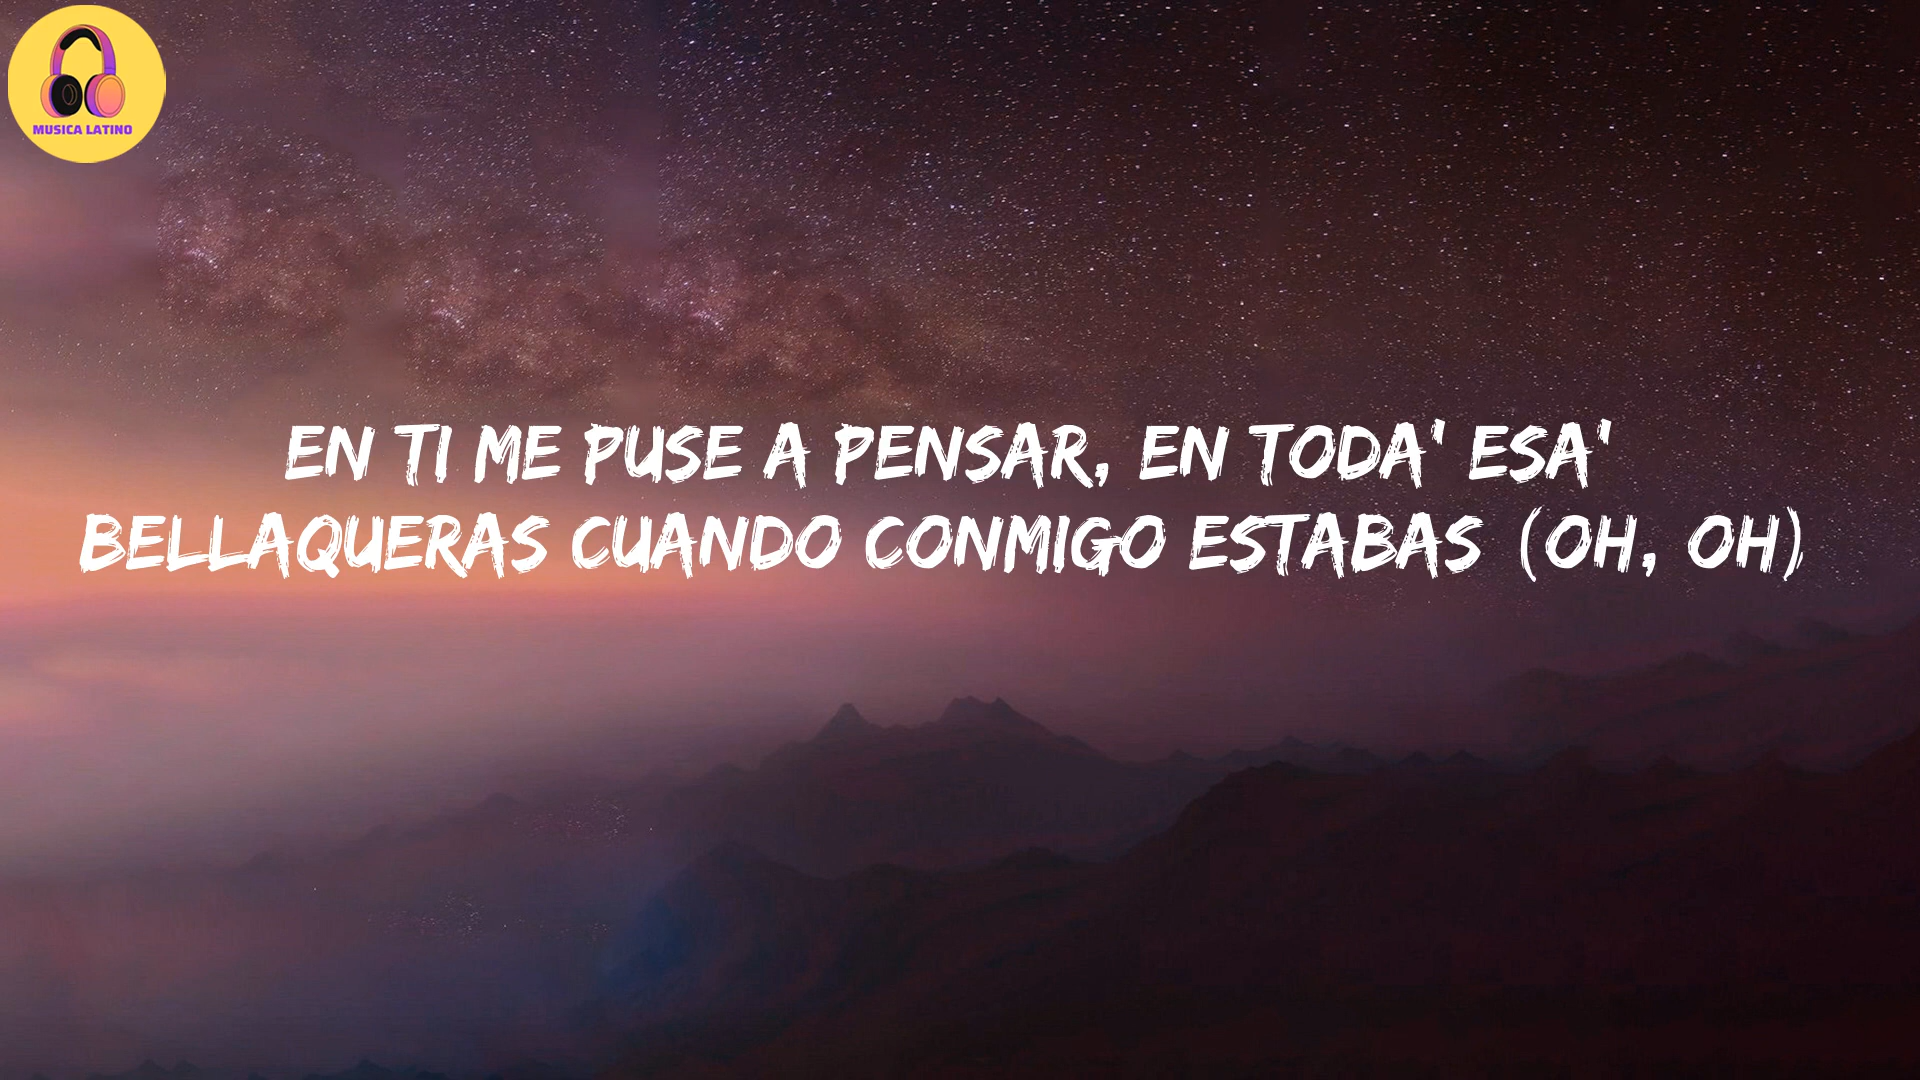 MUSICA LATINO
EN TI ME PUSE A PENSAR, EN TODA' ESA'
BELLAQUERAS CUANDO CONMIGO ESTABAS (OH, OH)